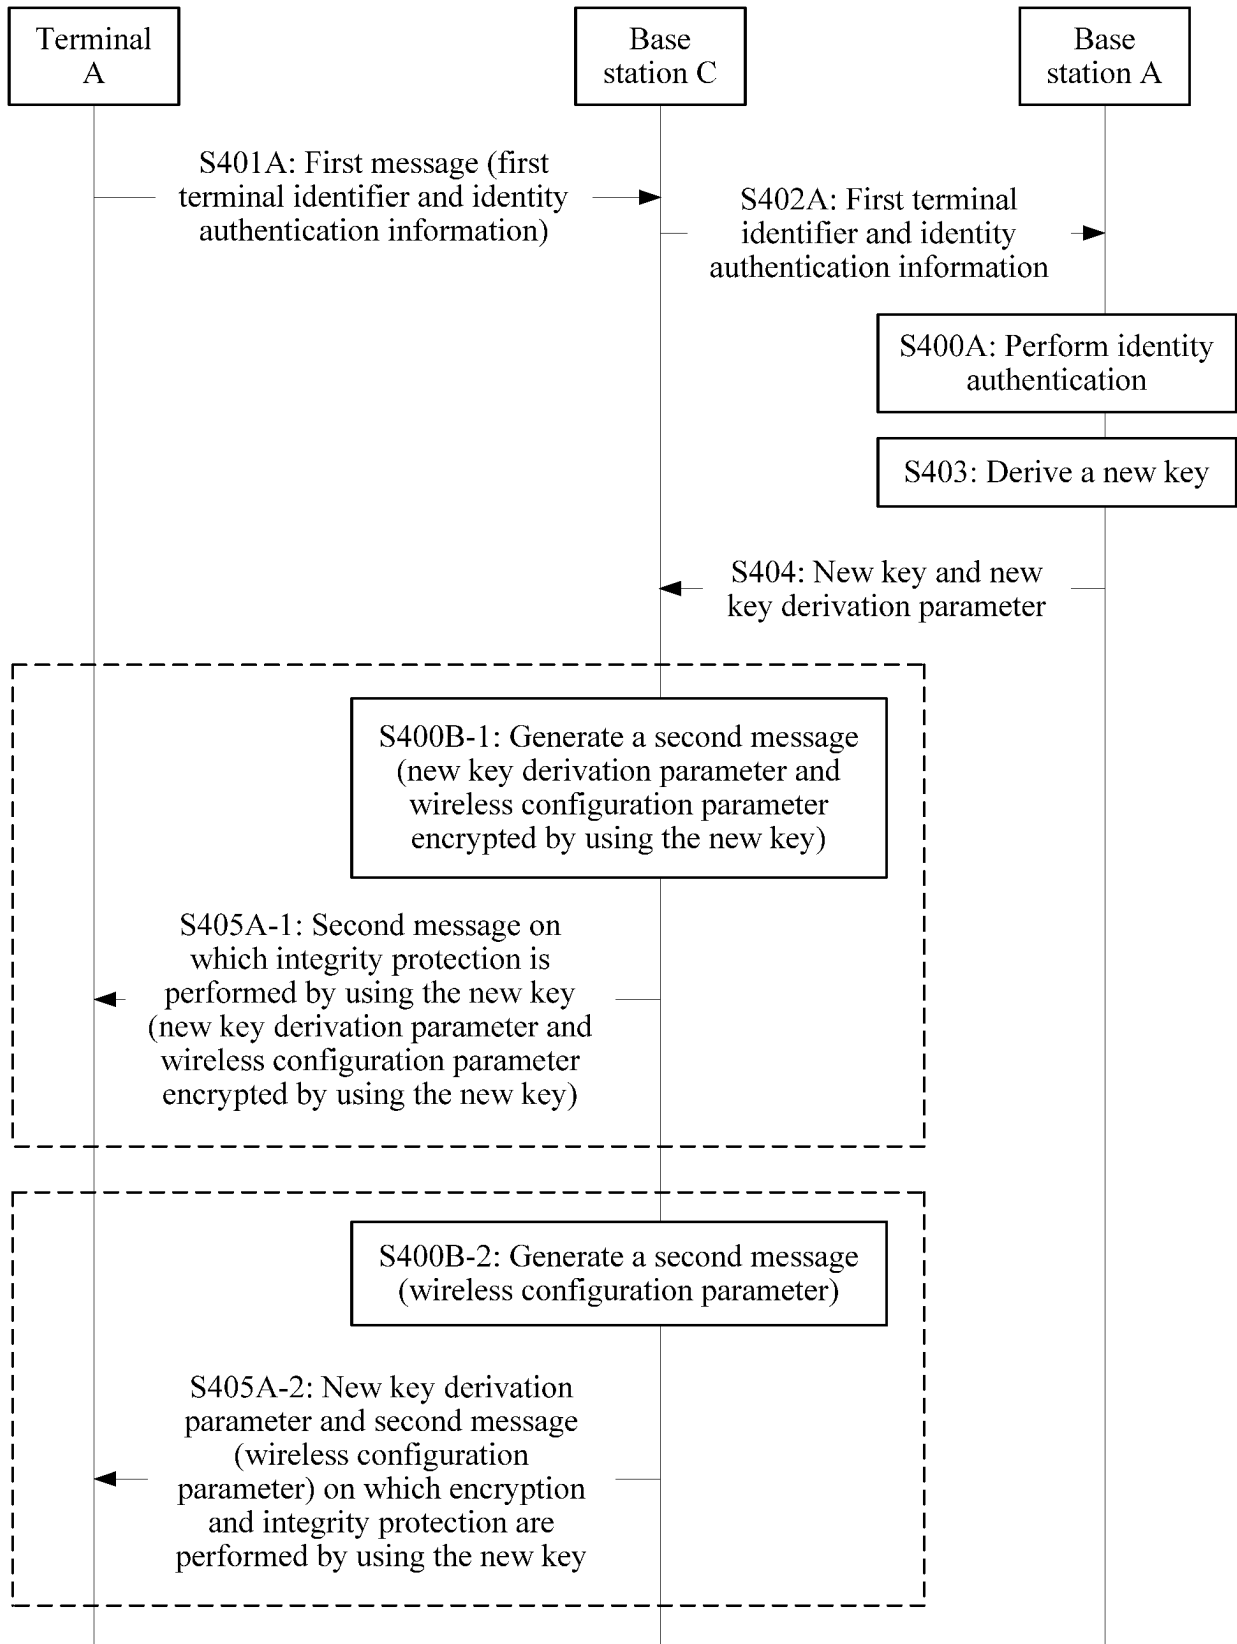 Terminal
A
Base
station C
Base
station A
S401A: First message (first
terminal identifier and identity
authentication information)
S402A: First terminal
identifier and identity
authentication information
S400A: Perform identity
authentication
S403: Derive a new key
S404: New key and new
key derivation parameter
S400B-1: Generate a second message
(new key derivation parameter and
wireless configuration parameter
encrypted by using the new key)
S405A-1: Second message on
which integrity protection is
performed by using the new key
(new key derivation parameter and
wireless configuration parameter
encrypted by using the new key)
S400B-2: Generate a second message
(wireless configuration parameter)
S405A-2: New key derivation
parameter and second message
(wireless configuration
parameter) on which encryption
and integrity protection are
performed by using the new key